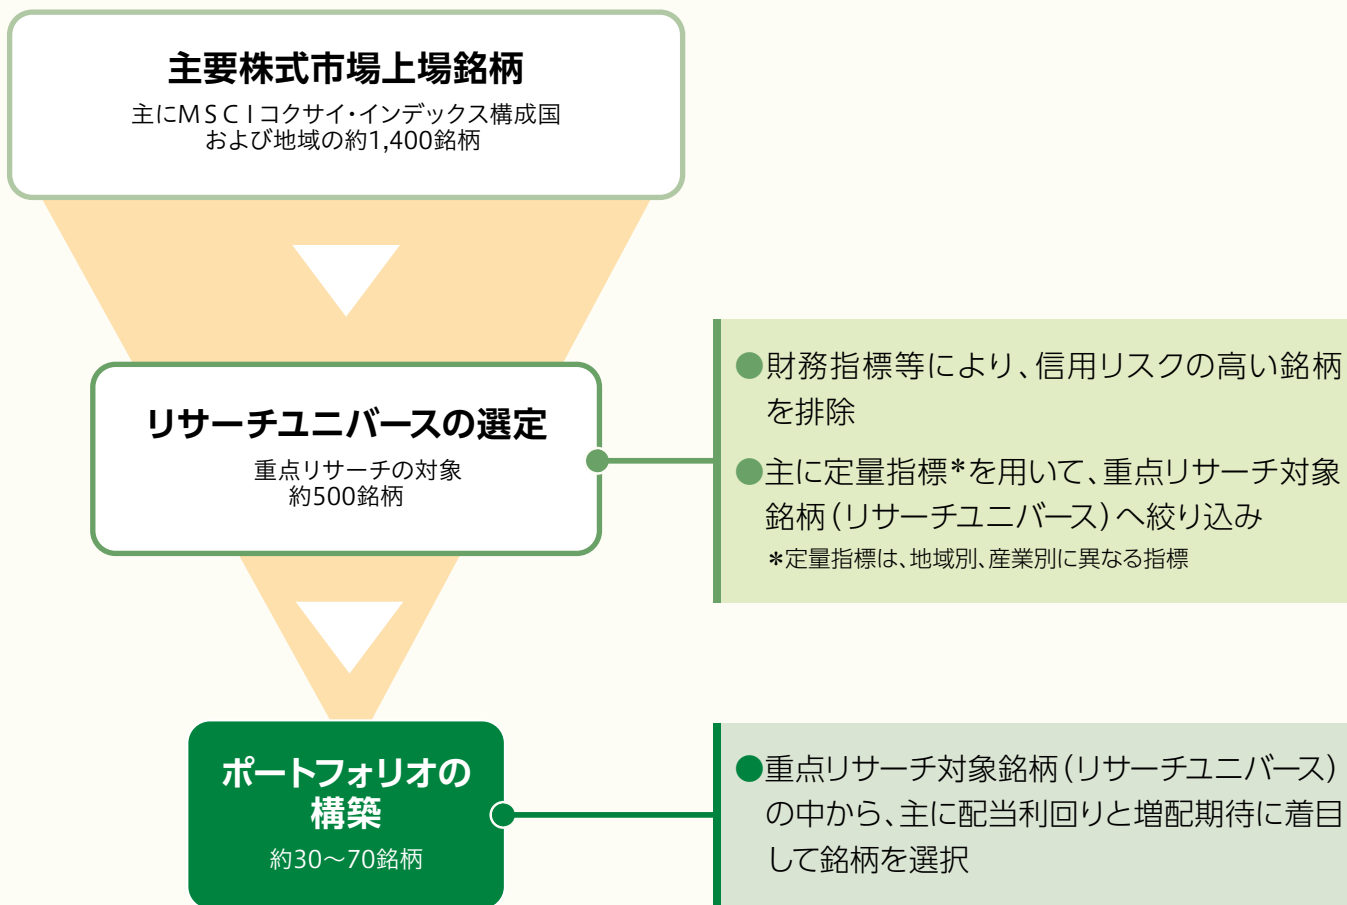 主要株式市場上場銘柄
主にMSCIコクサイ・インデックス構成国
および地域の約1,400銘柄
リサーチユニバースの選定
重点リサーチの対象
約500銘柄
●財務指標等により、信用リスクの高い銘柄
を排除
●主に定量指標*を用いて、重点リサーチ対象
銘柄(リサーチユニバース)へ絞り込み
*定量指標は、地域別、産業別に異なる指標
ポートフォリオの
構築
約30～70銘柄
●重点リサーチ対象銘柄(リサーチユニバース)
の中から、主に配当利回りと増配期待に着目
して銘柄を選択